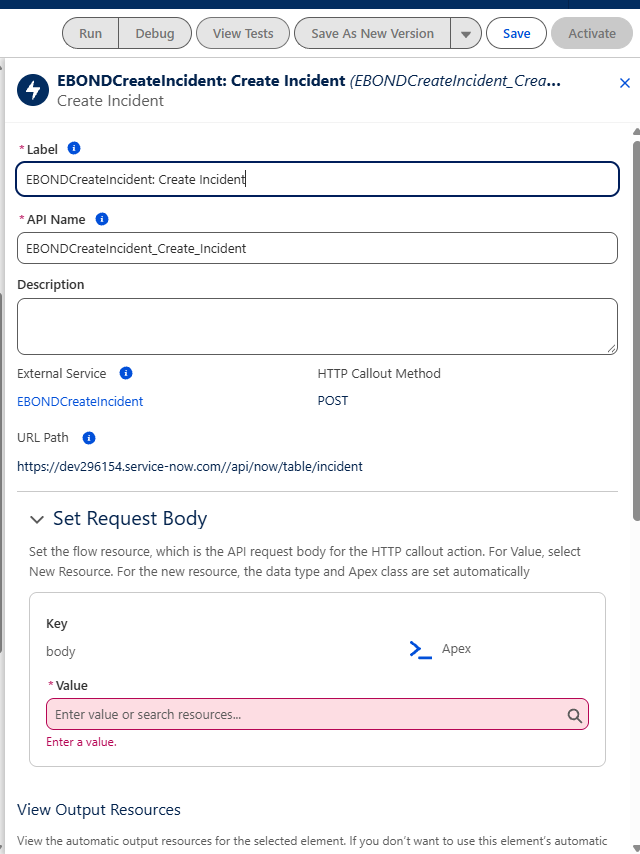 Run
Debug
View Tests
Save As New Version
Save
Activate
EBONDCreateIncident: Create Incident (EBONDCreateIncident_Crea...
Create Incident
* Label
EBONDCreateIncident: Create Incident
* API Name
EBONDCreateIncident_Create_Incident
Description
External Service
HTTP Callout Method
EBONDCreateIncident
POST
URL Path
https://dev296154.service-now.com//api/now/table/incident
Set Request Body
Set the flow resource, which is the API request body for the HTTP callout action. For Value, select
New Resource. For the new resource, the data type and Apex class are set automatically
Key
body
Apex
* Value
Enter value or search resources...
Enter a value.
View Output Resources
View the automatic output resources for the selected element. If you don't want to use this element's automatic